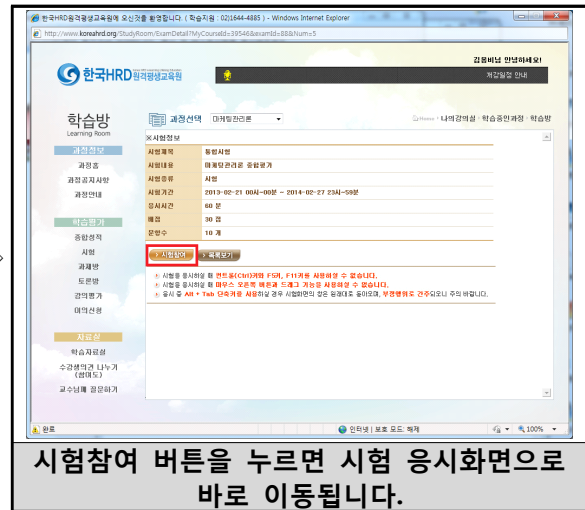 한국HRD원격평생교육원에 오신것을 환영합니다. ( 학습지원 : 02)1644-4885 ) - Windows Internet Explorer
http://www.koreahrd.org/StudyRoom/ExamDetail?MyCourseId=39546&examId=88&lNum=5
김흥비님 안녕하세요!
한국HRD원격평생교육원
개강일정 안내
학습방
Learning Room
과정선택 마케팅관리론
Home > 나의강의실 > 학습중인과정 > 학습방
과정정보
과정홈
과정공지사항
과정안내
학습평가
종합성적
시험
과제방
토론방
강의평가
이의신청
자료실
학습자료실
수강생의견 나누기
(참여도)
교수님께 질문하기
※시험정보
시험제목 통합시험
시험내용 마케팅관리론 종합평가
시험종류 시험
시험기간 2013-02-21 00시~00분 ~ 2014-02-27 23시~59분
응시시간 60 분
배점 30 점
문항수 10 개
> 시험참여 > 목록보기
시험을 응시하실 때 컨트롤(Ctrl)키와 F5키, F11키를 사용하실 수 없습니다.
시험을 응시하실 때 마우스 오른쪽 버튼과 드래그 기능을 사용하실 수 없습니다.
응시 중 Alt + Tab 단축키를 사용하실 경우 시험화면의 창은 원래대로 돌아오며, 부정행위로 간주되오니 주의 바랍니다.
완료
인터넷 | 보호 모드: 해제
100%
시험참여 버튼을 누르면 시험 응시화면으로
바로 이동됩니다.